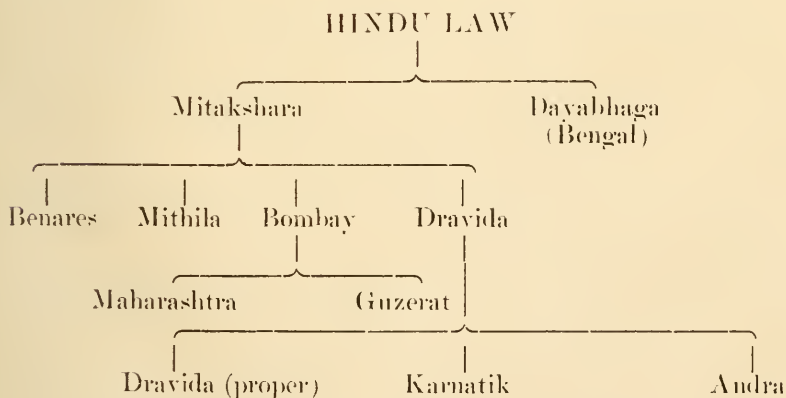 HINDU LAW
Mitakshara Dayabhaga
(Bengal)
Benares Mithila Bombay Dravida
Maharashtra Guzerat
Dravida (proper) Karnatik Andra